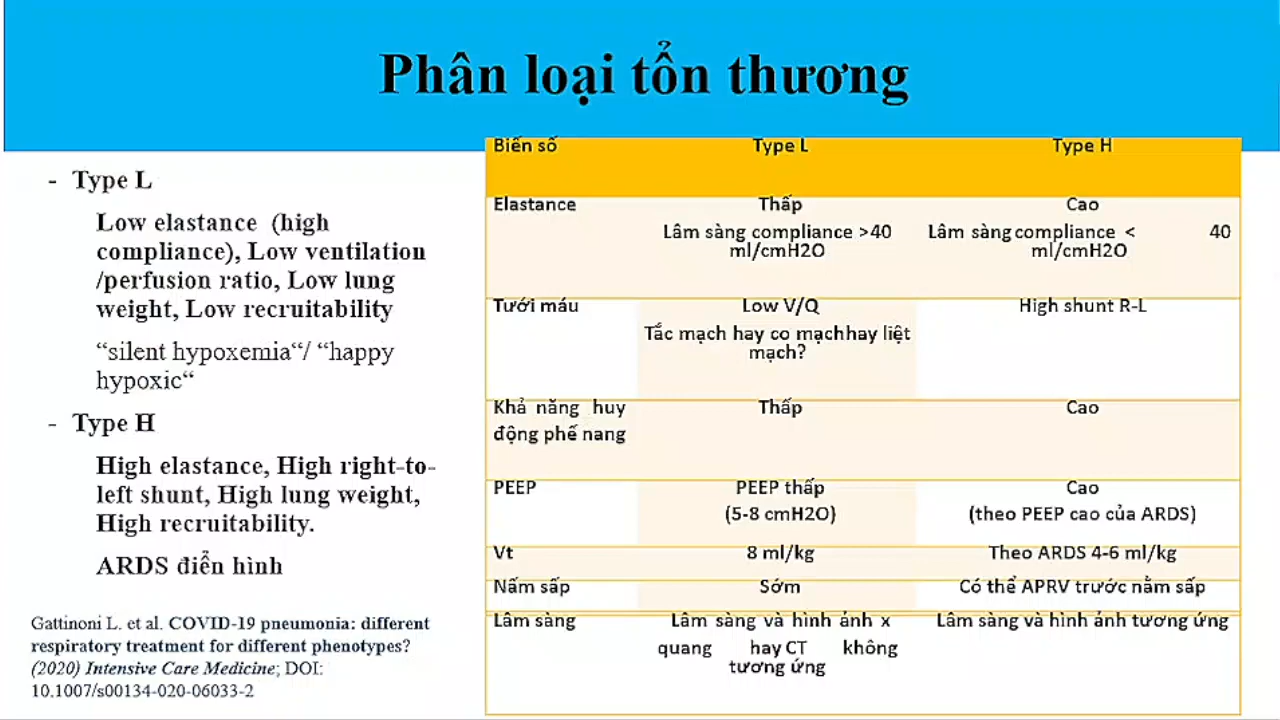 Phân loại tổn thương
- Type L
Low elastance (high
compliance), Low ventilation
/perfusion ratio, Low lung
weight, Low recruitability
“silent hypoxemia“/ “happy
hypoxic“
- Type H
High elastance, High right-to-
left shunt, High lung weight,
High recruitability.
ARDS điển hình
Gattinoni L. et al. COVID-19 pneumonia: different
respiratory treatment for different phenotypes?
(2020) Intensive Care Medicine; DOI:
10.1007/s00134-020-06033-2
Biến số Type L Type H
Elastance Thấp Cao
Lâm sàng compliance >40 Lâm sàng compliance < 40
ml/cmH2O ml/cmH2O
Tưới máu Low V/Q High shunt R-L
Tắc mạch hay co mạchhay liệt
mạch?
Khả năng huy Thấp Cao
động phế nang
PEEP PEEP thấp Cao
(5-8 cmH2O) (theo PEEP cao của ARDS)
Vt 8 ml/kg Theo ARDS 4-6 ml/kg
Nấm sấp Sớm Có thể APRV trước nằm sấp
Lâm sàng Lâm sàng và hình ảnh x Lâm sàng và hình ảnh tương ứng
quang hay CT không
tương ứng